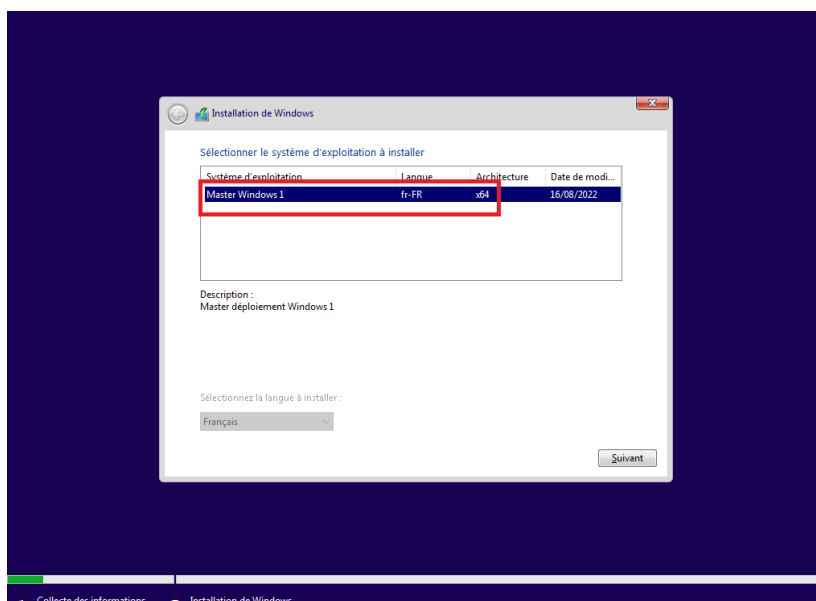 Installation de Windows
Sélectionner le système d'exploitation à installer
Système d'exploitation Langue Architecture Date de modi...
Master Windows 1 fr-FR x64 16/08/2022
Description :
Master déploiement Windows 1
Sélectionnez la langue à installer :
Français
Suivant
Collecte des informations Installation de Windows